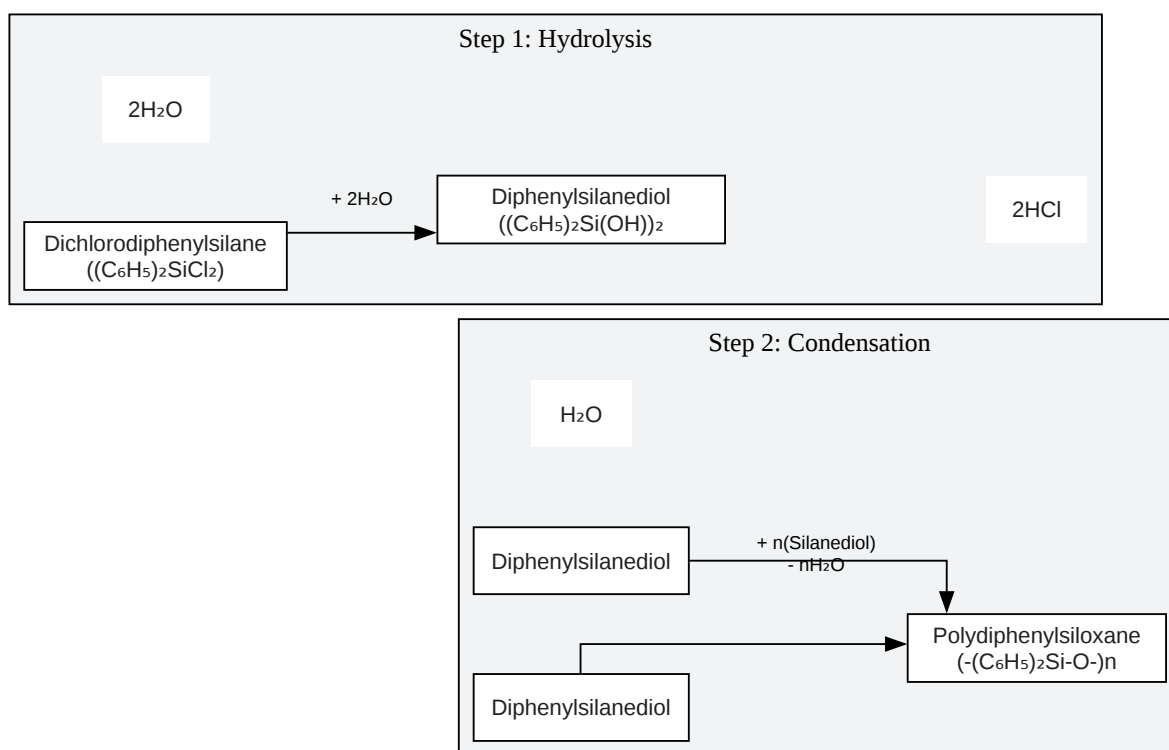 Step 1: Hydrolysis
2H₂O
+ 2H₂O
Dichlorodiphenylsilane
((C₆H₅)₂SiCl₂)
Diphenylsilanediol
((C₆H₅)₂Si(OH))₂
2HCl
Step 2: Condensation
H₂O
Diphenylsilanediol
+ n(Silanediol)
- nH₂O
Polydiphenylsiloxane
(-(C₆H₅)₂Si-O-)n
Diphenylsilanediol